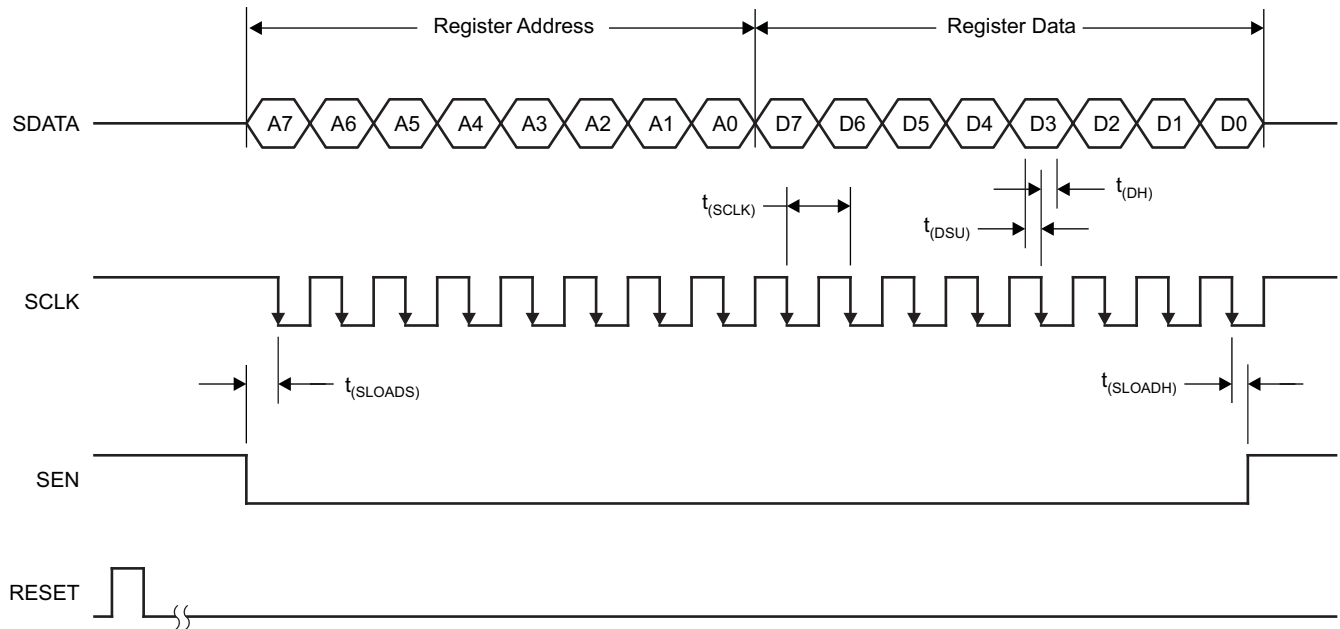 Register Address Register Data
SDATA A7 A6 A5 A4 A3 A2 A1 A0 D7 D6 D5 D4 D3 D2 D1 D0
t(SCLK) t(DH)
t(DSU)
SCLK
t(SLOADS) t(SLOADH)
SEN
RESET